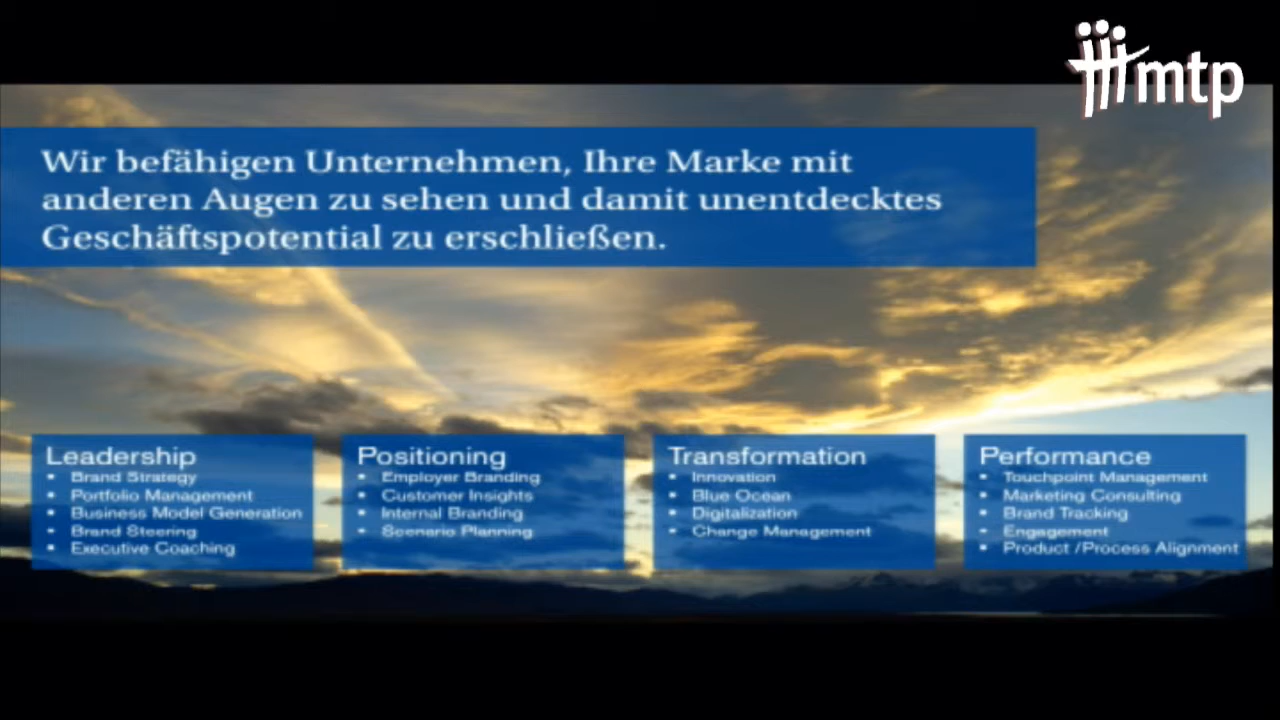 mtp
Wir befähigen Unternehmen, Ihre Marke mit
anderen Augen zu sehen und damit unentdecktes
Geschäftspotential zu erschließen.
Leadership
▪ Brand Strategy
▪ Portfolio Management
▪ Business Model Generation
▪ Brand Steering
▪ Executive Coaching
Positioning
▪ Employer Branding
▪ Customer Insights
▪ Internal Branding
▪ Scenario Planning
Transformation
▪ Innovation
▪ Blue Ocean
▪ Digitalization
▪ Change Management
Performance
▪ Touchpoint Management
▪ Marketing Consulting
▪ Brand Tracking
▪ Engagement
▪ Product /Process Alignment